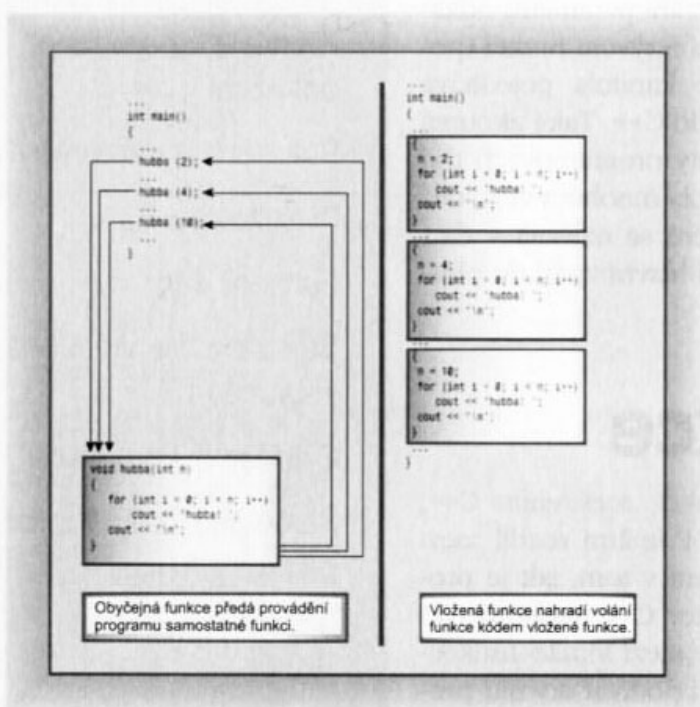 ...
int main()
{
...
hubba (2);
...
hubba (4);
...
hubba (10);
...
}
void hubba(int n)
{
for (int i = 0; i < n; i++)
cout << "hubba! ";
cout << "\n";
}
Obyčejná funkce předá provádění
programu samostatné funkci.
...
int main()
{
...
{
n = 2;
for (int i = 0; i < n; i++)
cout << "hubba! ";
cout << "\n";
}
...
{
n = 4;
for (int i = 0; i < n; i++)
cout << "hubba! ";
cout << "\n";
}
...
{
n = 10;
for (int i = 0; i < n; i++)
cout << "hubba! ";
cout << "\n";
}
...
}
Vložená funkce nahradí volání
funkce kódem vložené funkce.